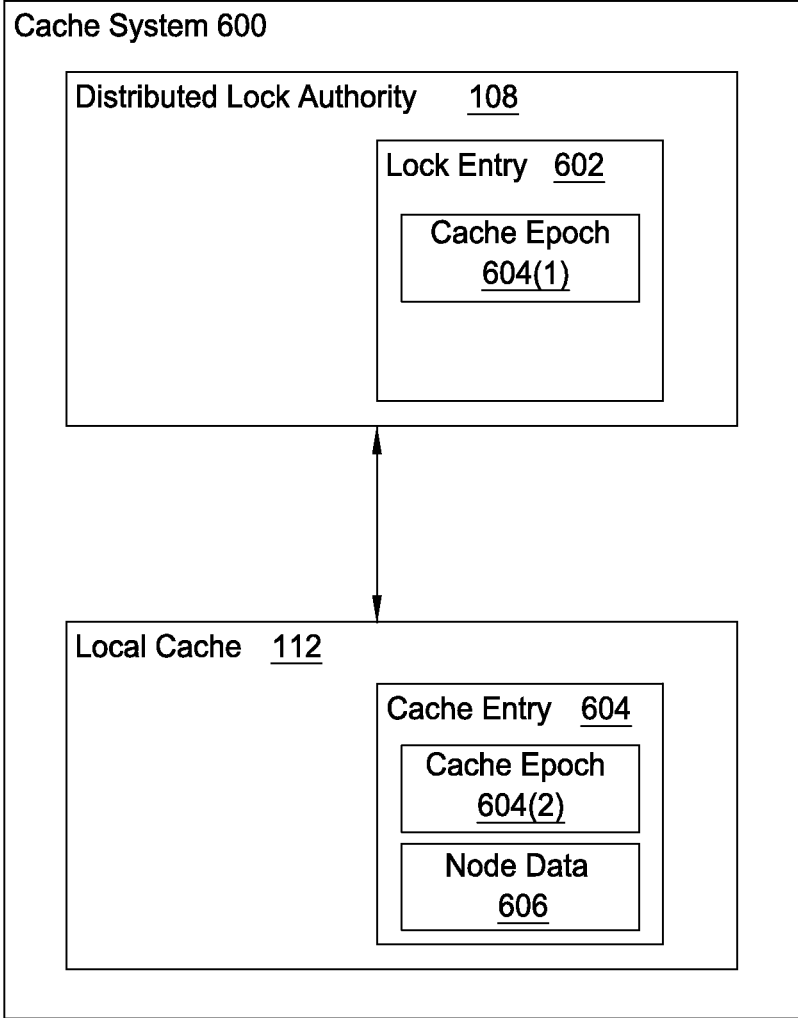 Cache System 600
Distributed Lock Authority 108
Lock Entry 602
Cache Epoch
604(1)
Local Cache 112
Cache Entry 604
Cache Epoch
604(2)
Node Data
606